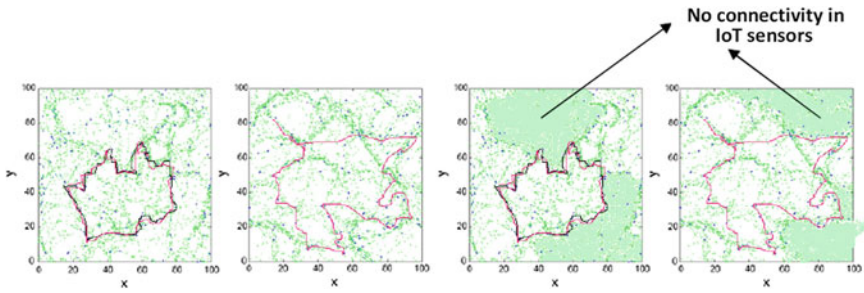 No connectivity in
IoT sensors
100 100 100 100
80 80 80 80
60 60 60 60
y y y y
40 40 40 40
20 20 20 20
0 0 0 0
0 20 40 60 80 100 0 20 40 60 80 100 0 20 40 60 80 100 0 20 40 60 80 100
x x x x